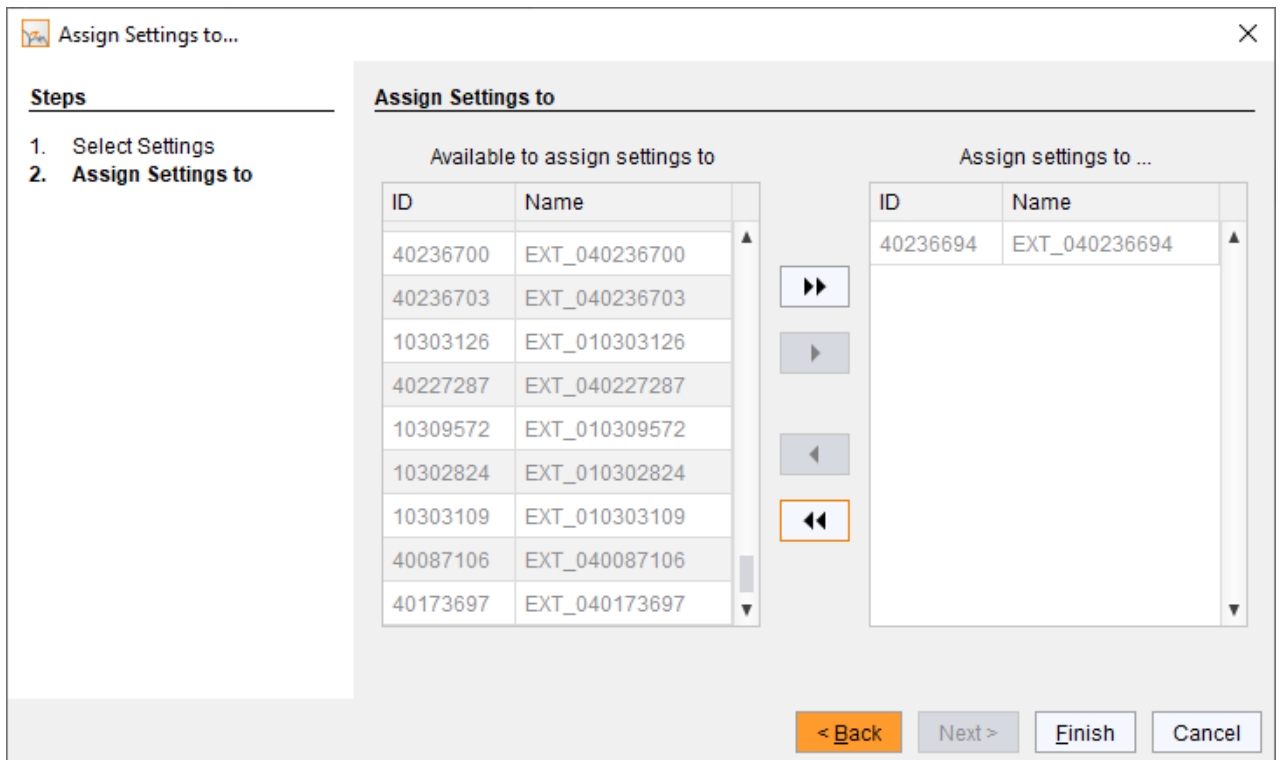 Assign Settings to...
Steps
1. Select Settings
2. Assign Settings to
Assign Settings to
Available to assign settings to
ID Name
40236700 EXT_040236700
40236703 EXT_040236703
10303126 EXT_010303126
40227287 EXT_040227287
10309572 EXT_010309572
10302824 EXT_010302824
10303109 EXT_010303109
40087106 EXT_040087106
40173697 EXT_040173697
Assign settings to ...
ID Name
40236694 EXT_040236694
< Back Next > Finish Cancel